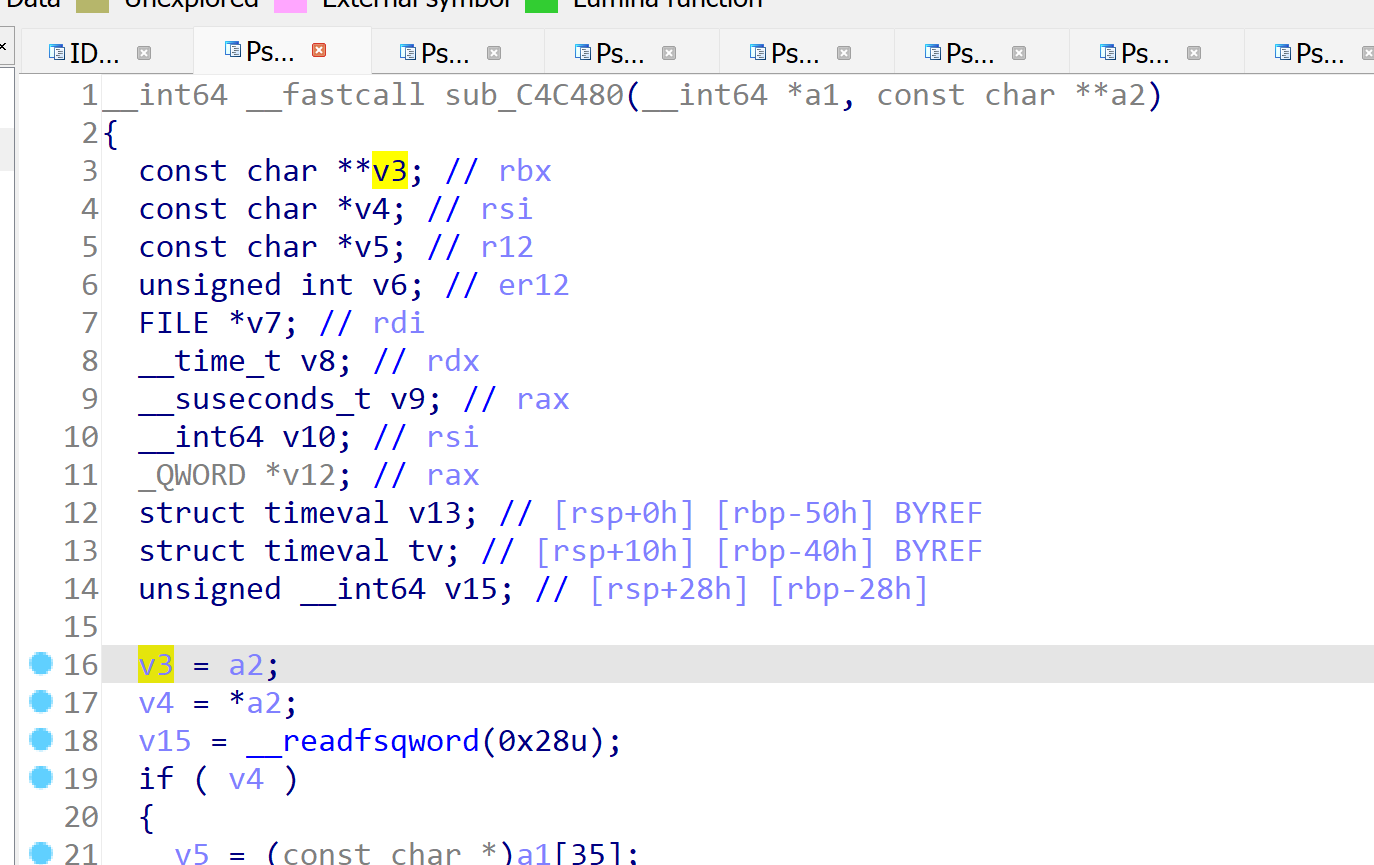 Data Unexplored External symbol Lumina function
ID... Ps... Ps... Ps... Ps... Ps... Ps... Ps...
1 __int64 __fastcall sub_C4C480(__int64 *a1, const char **a2)
2 {
3 const char **v3; // rbx
4 const char *v4; // rsi
5 const char *v5; // r12
6 unsigned int v6; // er12
7 FILE *v7; // rdi
8 __time_t v8; // rdx
9 __suseconds_t v9; // rax
10 __int64 v10; // rsi
11 _QWORD *v12; // rax
12 struct timeval v13; // [rsp+0h] [rbp-50h] BYREF
13 struct timeval tv; // [rsp+10h] [rbp-40h] BYREF
14 unsigned __int64 v15; // [rsp+28h] [rbp-28h]
15
16 v3 = a2;
17 v4 = *a2;
18 v15 = __readfsqword(0x28u);
19 if ( v4 )
20 {
21 v5 = (const char *)a1[35];